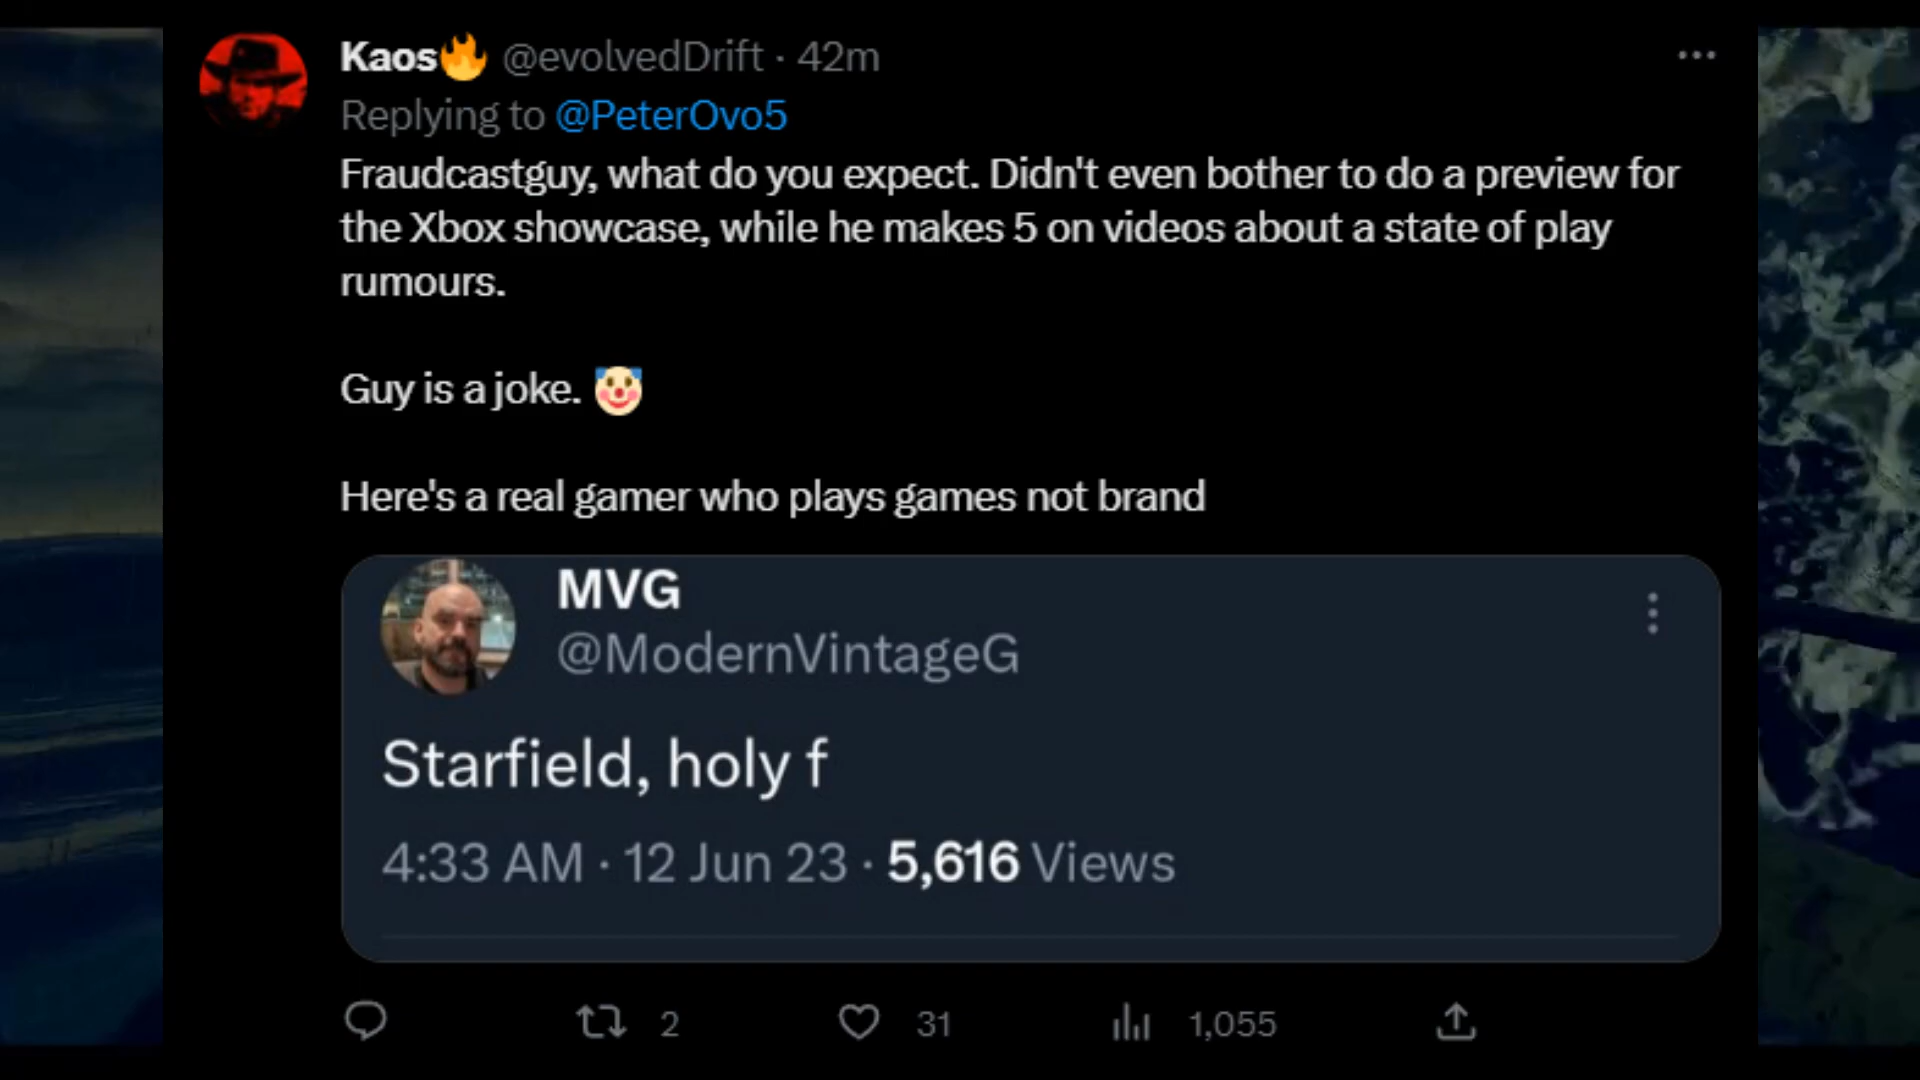 Kaos🔥 @evolvedDrift · 42m
Replying to @PeterOvo5
Fraudcastguy, what do you expect. Didn't even bother to do a preview for
the Xbox showcase, while he makes 5 on videos about a state of play
rumours.
Guy is a joke. 🤡
Here's a real gamer who plays games not brand
MVG
@ModernVintageG
Starfield, holy f
4:33 AM · 12 Jun 23 · 5,616 Views
2 31 1,055